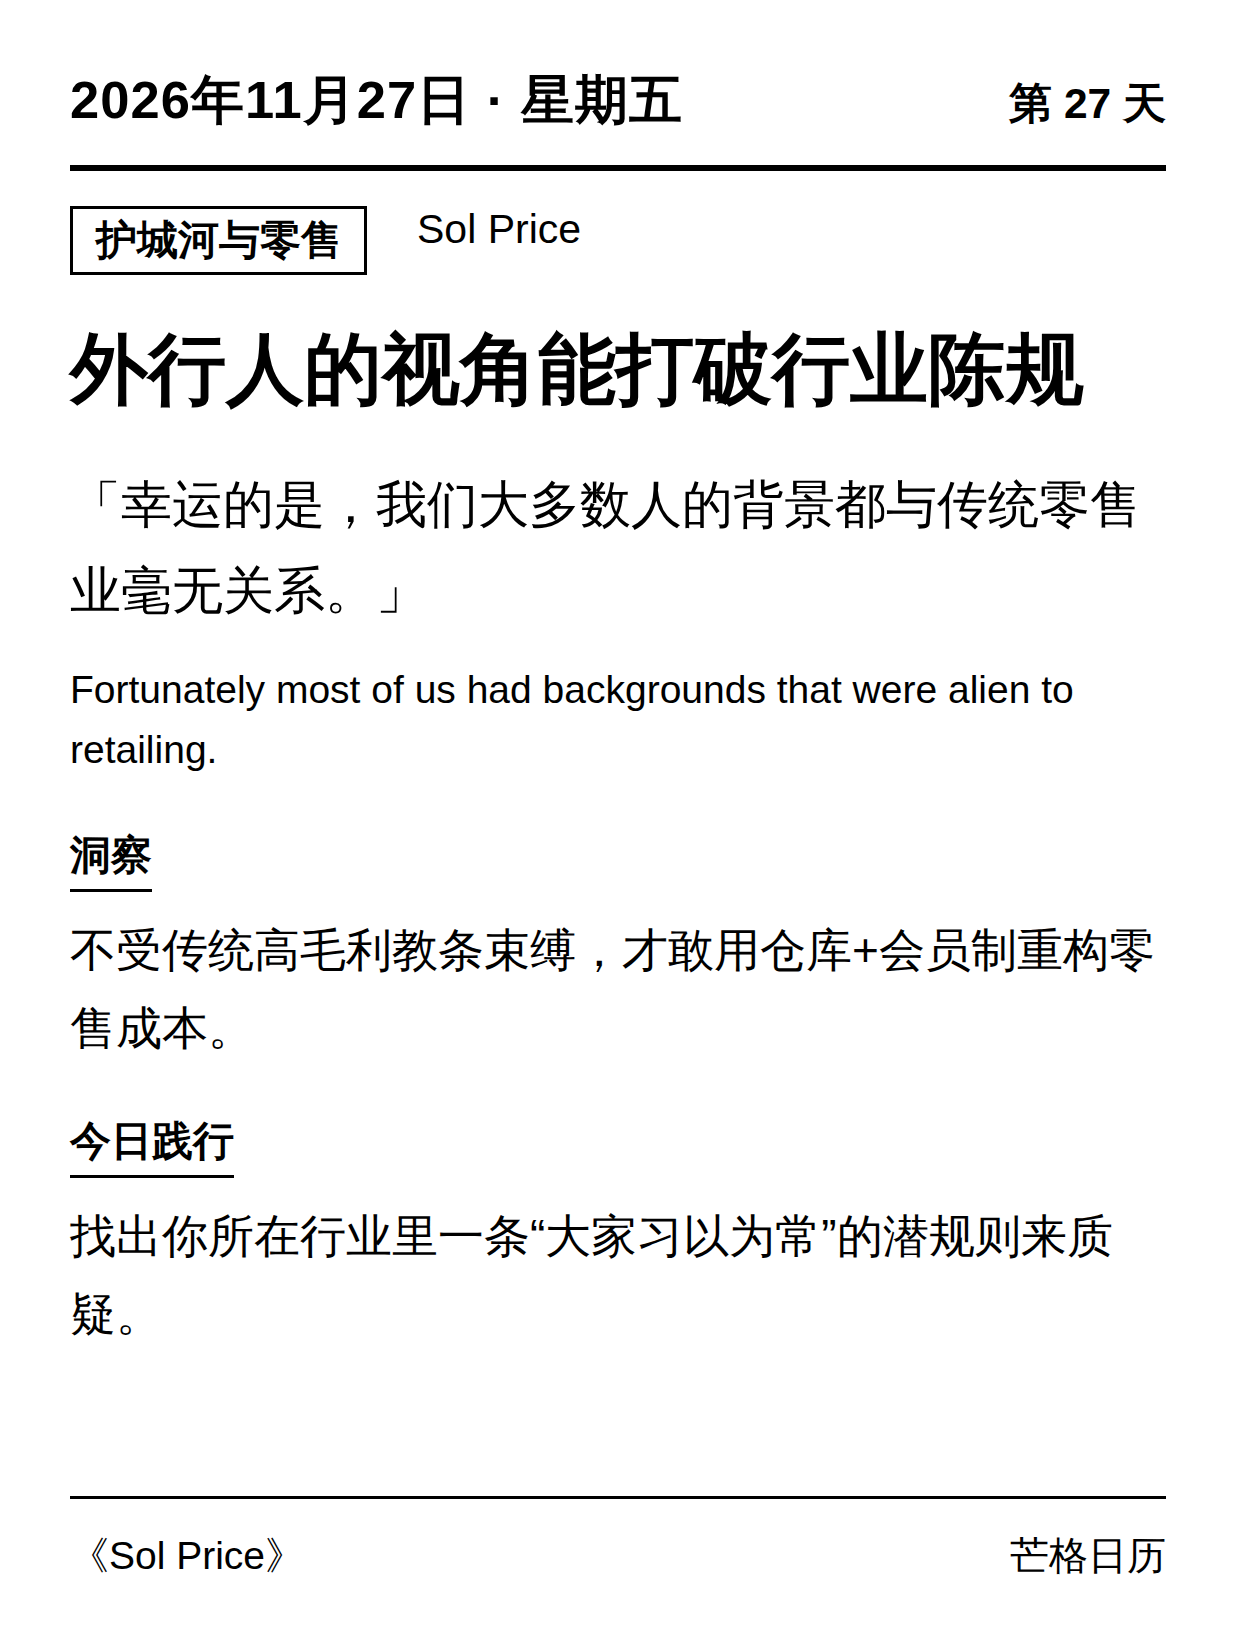 2026年11月27日 · 星期五
第 27 天
护城河与零售
Sol Price
外行人的视角能打破行业陈规
「幸运的是，我们大多数人的背景都与传统零售
业毫无关系。」
Fortunately most of us had backgrounds that were alien to
retailing.
洞察
不受传统高毛利教条束缚，才敢用仓库+会员制重构零
售成本。
今日践行
找出你所在行业里一条“大家习以为常”的潜规则来质
疑。
《Sol Price》
芒格日历